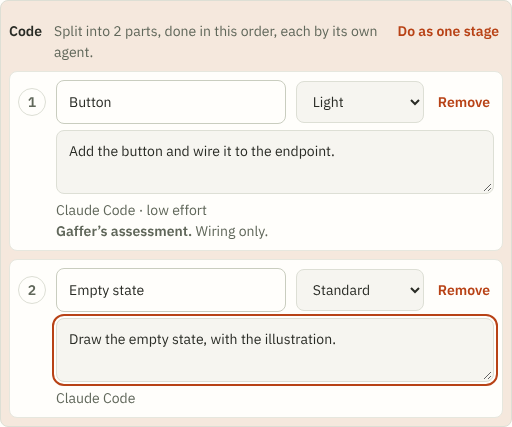 Code Split into 2 parts, done in this order, each by its own agent. Do as one stage
1 Button Light Remove
Add the button and wire it to the endpoint.
Claude Code · low effort
Gaffer’s assessment. Wiring only.
2 Empty state Standard Remove
Draw the empty state, with the illustration.
Claude Code